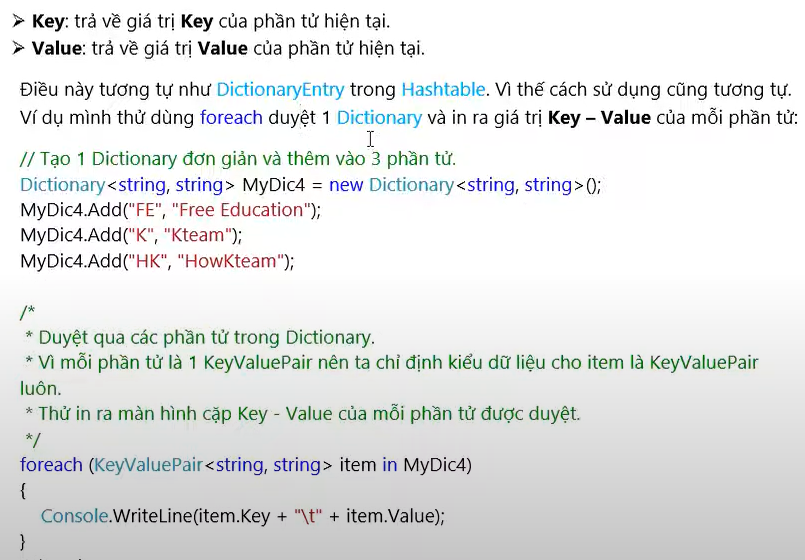 ➢ Key: trả về giá trị Key của phần tử hiện tại.
➢ Value: trả về giá trị Value của phần tử hiện tại.
Điều này tương tự như DictionaryEntry trong Hashtable. Vì thế cách sử dụng cũng tương tự.
Ví dụ mình thử dùng foreach duyệt 1 Dictionary và in ra giá trị Key – Value của mỗi phần tử:
// Tạo 1 Dictionary đơn giản và thêm vào 3 phần tử.
Dictionary<string, string> MyDic4 = new Dictionary<string, string>();
MyDic4.Add("FE", "Free Education");
MyDic4.Add("K", "Kteam");
MyDic4.Add("HK", "HowKteam");
/*
* Duyệt qua các phần tử trong Dictionary.
* Vì mỗi phần tử là 1 KeyValuePair nên ta chỉ định kiểu dữ liệu cho item là KeyValuePair
luôn.
* Thử in ra màn hình cặp Key - Value của mỗi phần tử được duyệt.
*/
foreach (KeyValuePair<string, string> item in MyDic4)
{
Console.WriteLine(item.Key + "\t" + item.Value);
}